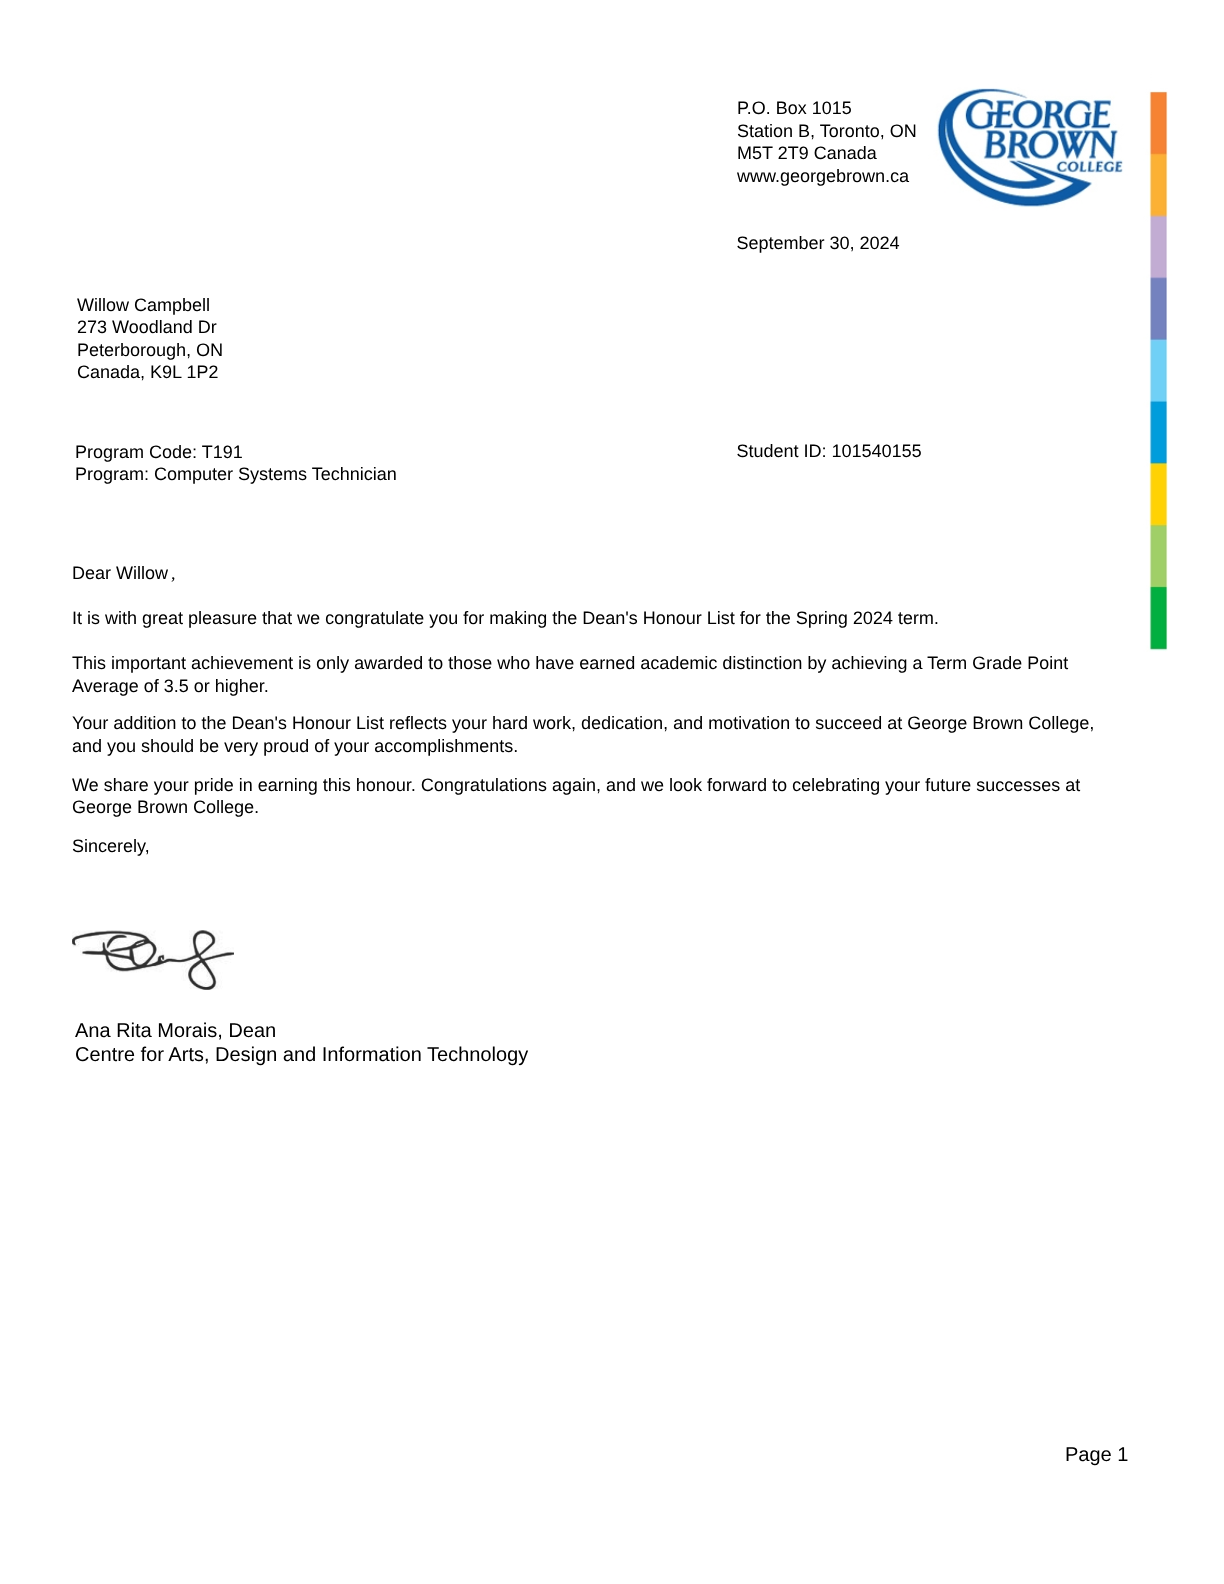 P.O. Box 1015
Station B, Toronto, ON
M5T 2T9 Canada
www.georgebrown.ca
GEORGE
BROWN
COLLEGE
September 30, 2024
Willow Campbell
273 Woodland Dr
Peterborough, ON
Canada, K9L 1P2
Program Code: T191
Program: Computer Systems Technician
Student ID: 101540155
Dear Willow,
It is with great pleasure that we congratulate you for making the Dean's Honour List for the Spring 2024 term.
This important achievement is only awarded to those who have earned academic distinction by achieving a Term Grade Point
Average of 3.5 or higher.
Your addition to the Dean's Honour List reflects your hard work, dedication, and motivation to succeed at George Brown College,
and you should be very proud of your accomplishments.
We share your pride in earning this honour. Congratulations again, and we look forward to celebrating your future successes at
George Brown College.
Sincerely,
Ana Rita Morais, Dean
Centre for Arts, Design and Information Technology
Page 1